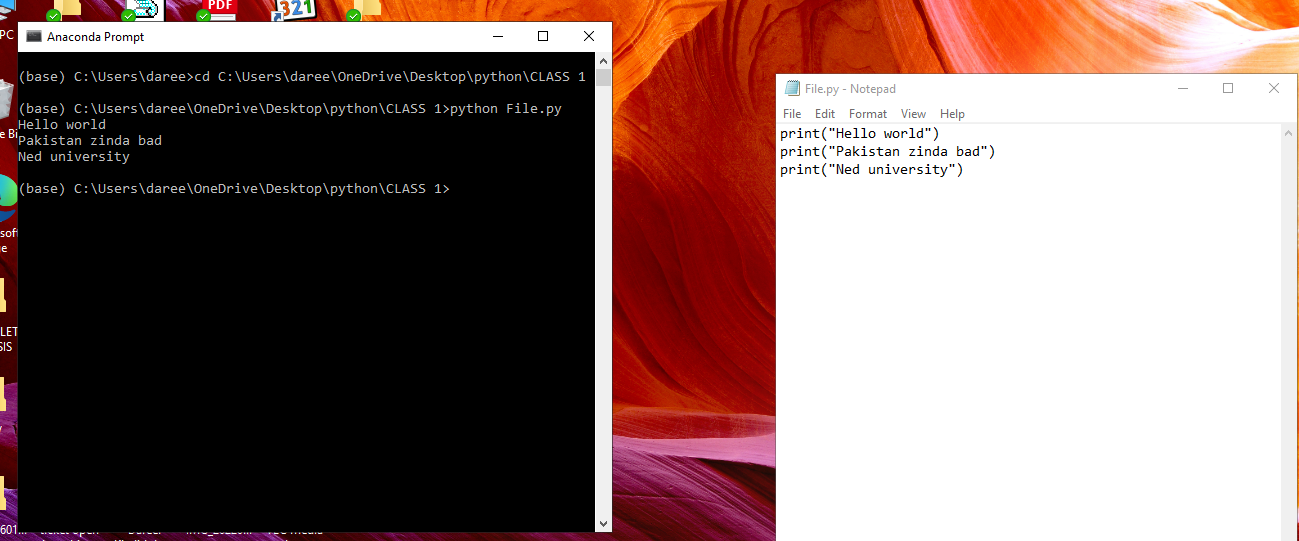 PC
PDF
321
Anaconda Prompt
(base) C:\Users\daree>cd C:\Users\daree\OneDrive\Desktop\python\CLASS 1
(base) C:\Users\daree\OneDrive\Desktop\python\CLASS 1>python File.py
Hello world
Pakistan zinda bad
Ned university
(base) C:\Users\daree\OneDrive\Desktop\python\CLASS 1>
File.py - Notepad
File Edit Format View Help
print("Hello world")
print("Pakistan zinda bad")
print("Ned university")